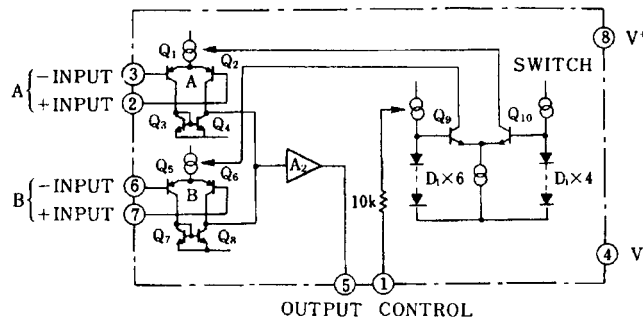 Q₁
Q₂
8 V⁺
SWITCH
A { −INPUT 3
+INPUT 2
A
Q₃
Q₄
Q₉
Q₁₀
Q₅
Q₆
A₂
D₁×6
D₁×4
B { −INPUT 6
+INPUT 7
B
10k
Q₇
Q₈
4 V
5
1
OUTPUT CONTROL